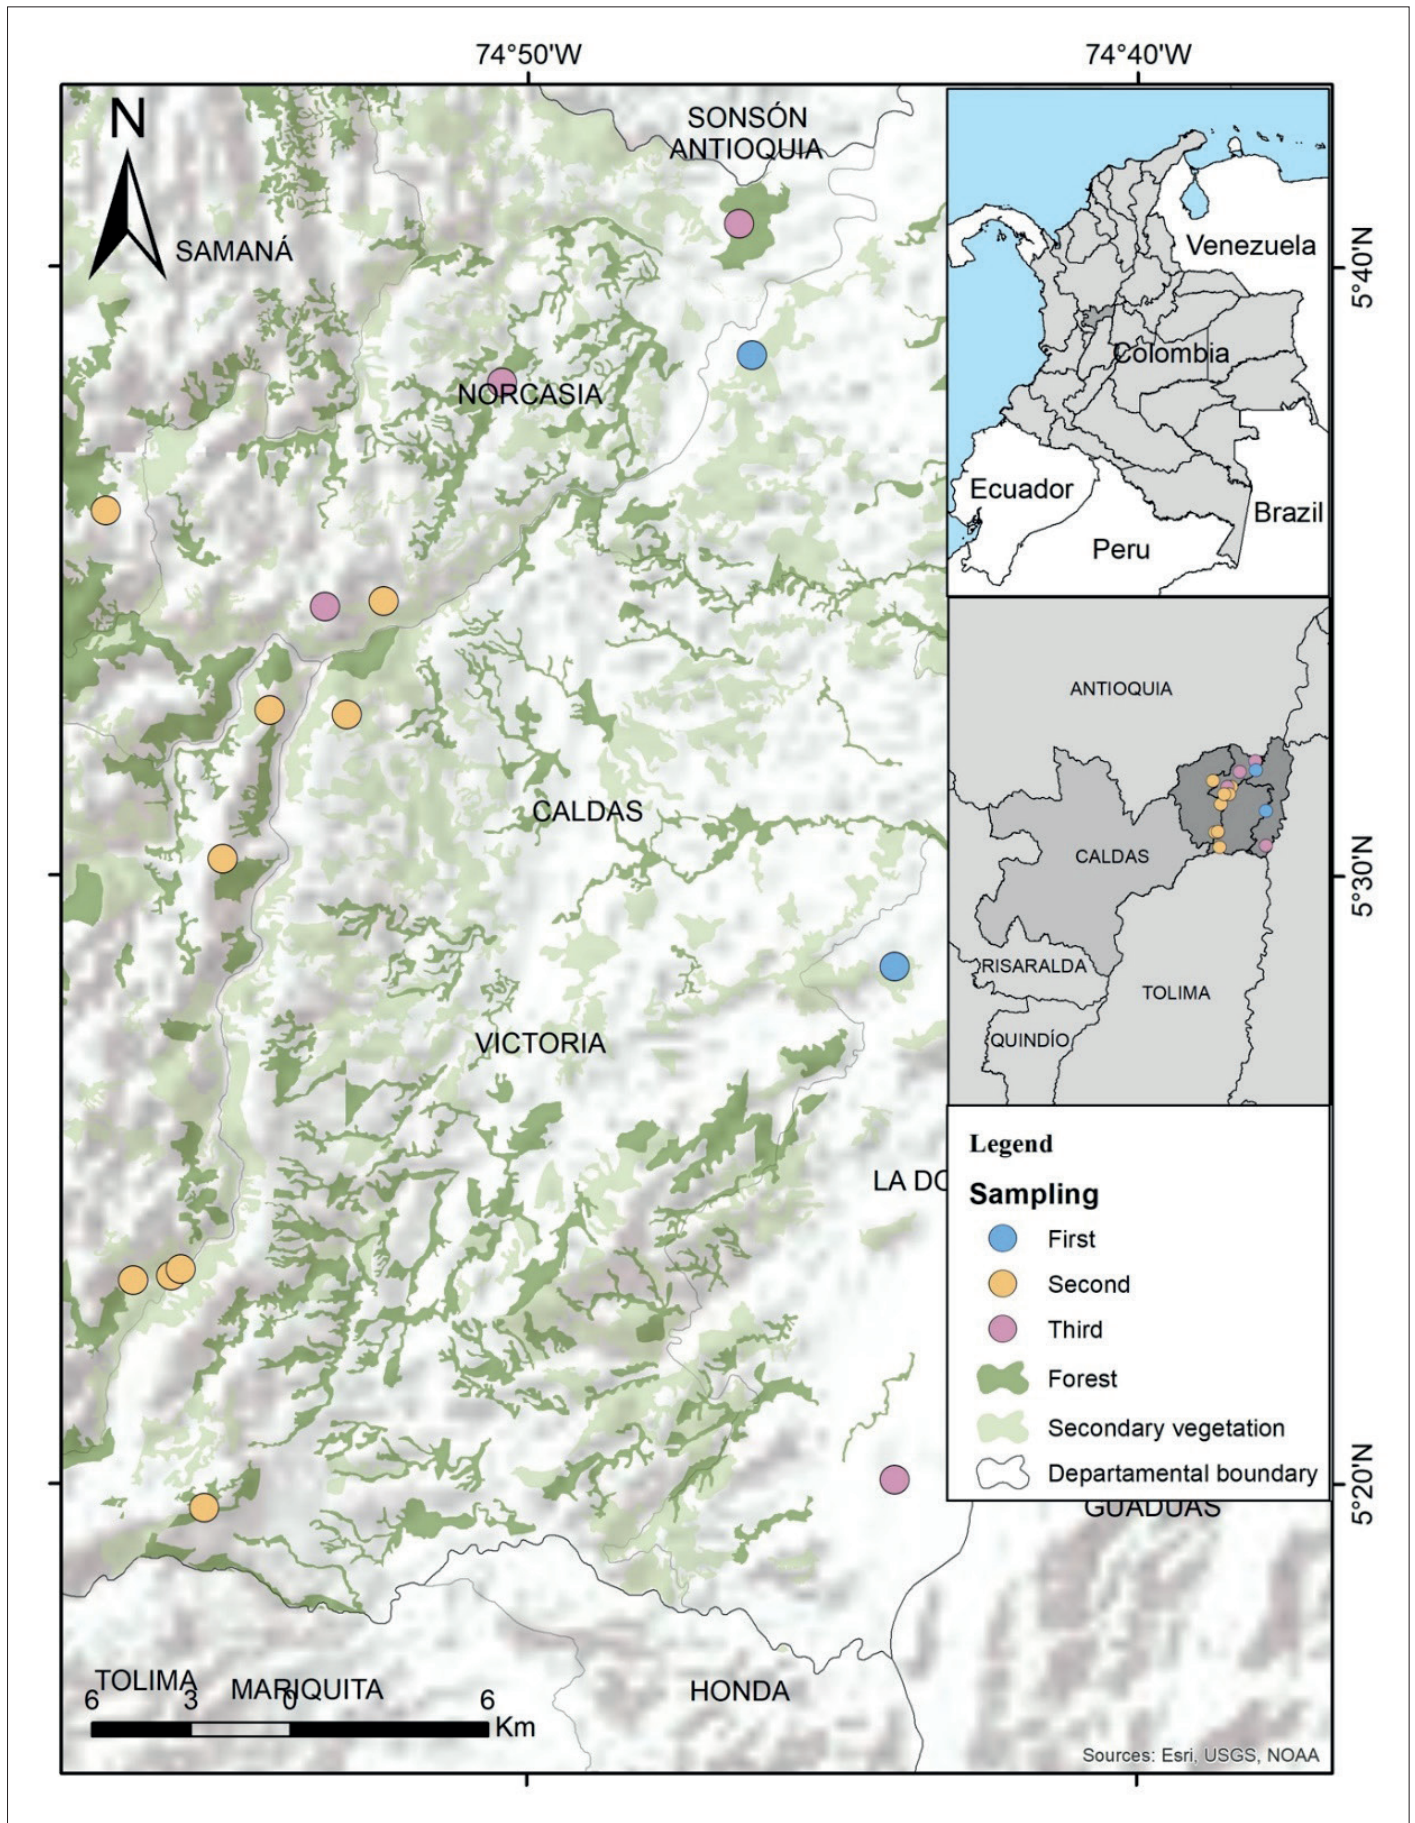 74°50'W
74°40'W
N
SONSÓN
ANTIOQUIA
SAMANÁ
NORCASIA
CALDAS
VICTORIA
LA DO
5°40'N
5°30'N
5°20'N
Venezuela
Colombia
Ecuador
Brazil
Peru
ANTIOQUIA
CALDAS
RISARALDA
TOLIMA
QUINDÍO
Legend
Sampling
First
Second
Third
Forest
Secondary vegetation
Departamental boundary
GUADUAS
TOLIMA
MARIQUITA
HONDA
6 3 0 6
Km
Sources: Esri, USGS, NOAA